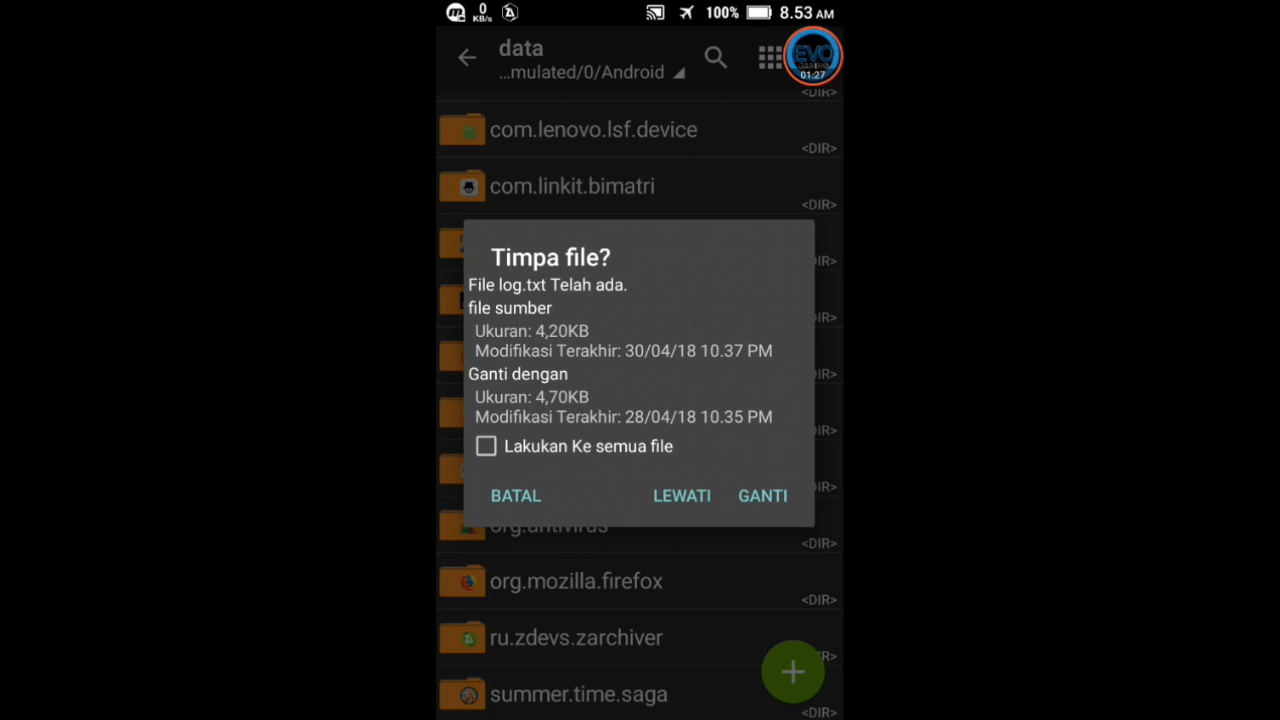 0
KB/s
100%
8.53 AM
data
...mulated/0/Android
EVO
GAMING
01:27
<DIR>
com.lenovo.lsf.device
<DIR>
com.linkit.bimatri
<DIR>
Timpa file?
File log.txt Telah ada.
file sumber
Ukuran: 4,20KB
Modifikasi Terakhir: 30/04/18 10.37 PM
Ganti dengan
Ukuran: 4,70KB
Modifikasi Terakhir: 28/04/18 10.35 PM
Lakukan Ke semua file
BATAL
LEWATI
GANTI
org.antivirus
<DIR>
org.mozilla.firefox
<DIR>
ru.zdevs.zarchiver
summer.time.saga
<DIR>